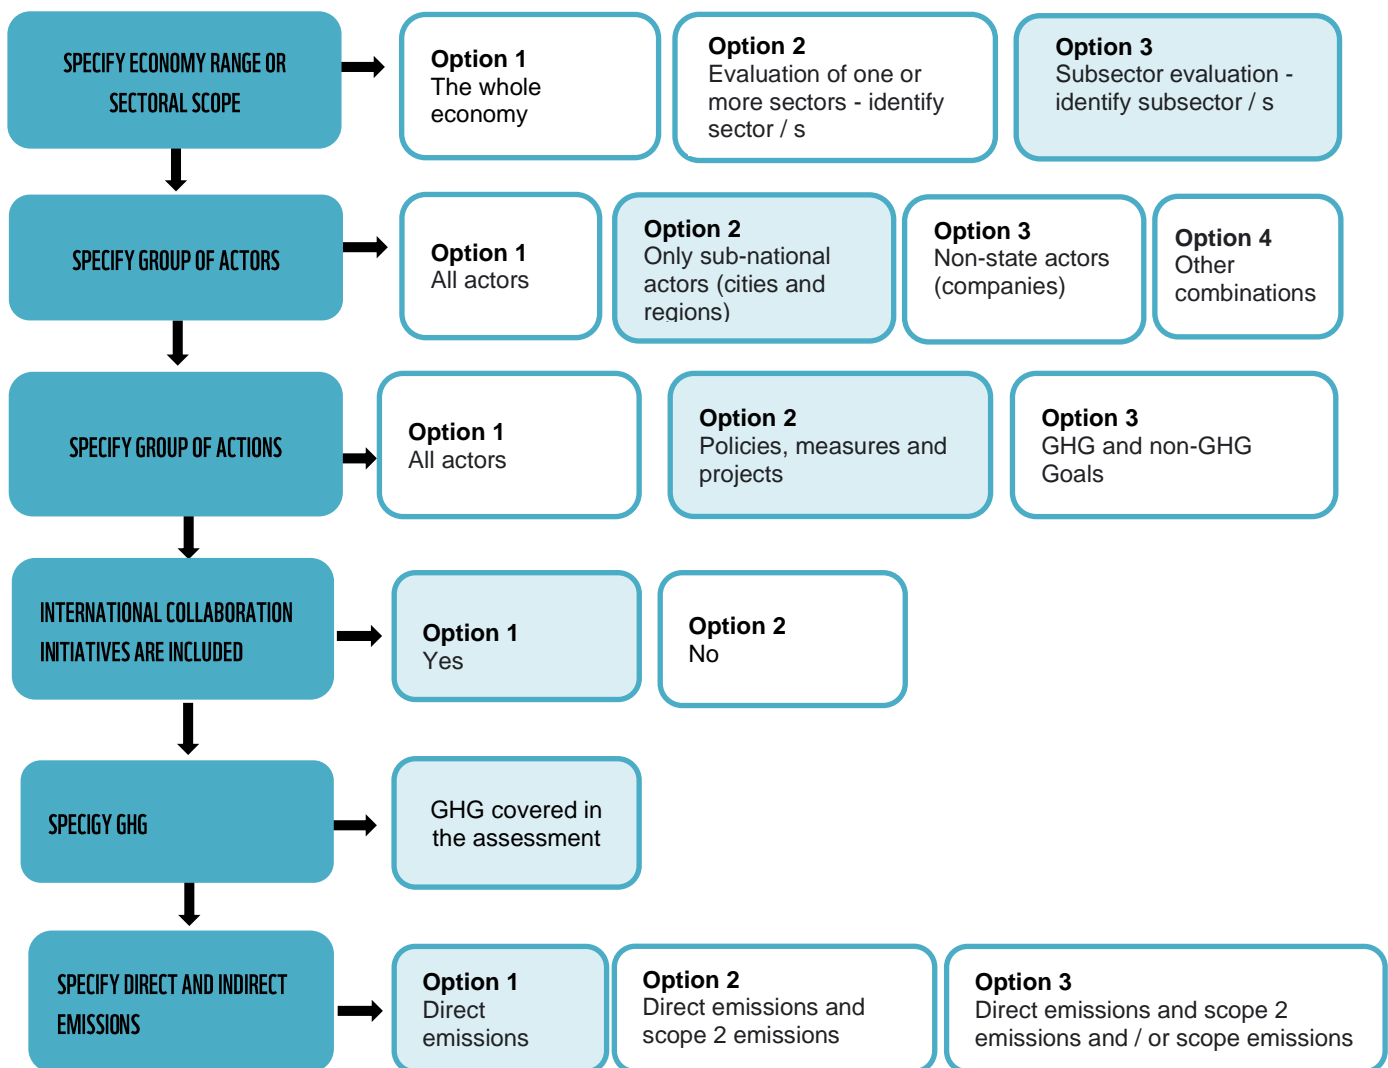 SPECIFY ECONOMY RANGE OR
SECTORAL SCOPE
Option 1
The whole
economy
Option 2
Evaluation of one or
more sectors - identify
sector / s
Option 3
Subsector evaluation -
identify subsector / s
SPECIFY GROUP OF ACTORS
Option 1
All actors
Option 2
Only sub-national
actors (cities and
regions)
Option 3
Non-state actors
(companies)
Option 4
Other
combinations
SPECIFY GROUP OF ACTIONS
Option 1
All actors
Option 2
Policies, measures and
projects
Option 3
GHG and non-GHG
Goals
INTERNATIONAL COLLABORATION
INITIATIVES ARE INCLUDED
Option 1
Yes
Option 2
No
SPECIGY GHG
GHG covered in
the assessment
SPECIFY DIRECT AND INDIRECT
EMISSIONS
Option 1
Direct
emissions
Option 2
Direct emissions and
scope 2 emissions
Option 3
Direct emissions and scope 2
emissions and / or scope emissions